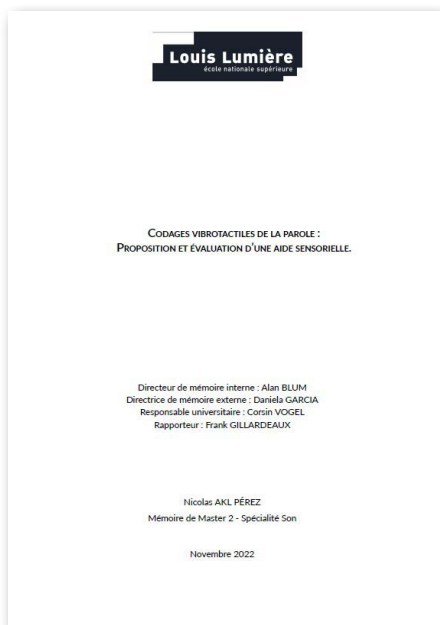 Louis Lumière
école nationale supérieure
CODAGES VIBROTACTILES DE LA PAROLE :
PROPOSITION ET ÉVALUATION D'UNE AIDE SENSORIELLE.
Directeur de mémoire interne : Alan BLUM
Directrice de mémoire externe : Daniela GARCIA
Responsable universitaire : Corsin VOGEL
Rapporteur : Frank GILLARDEAUX
Nicolas AKL PÉREZ
Mémoire de Master 2 - Spécialité Son
Novembre 2022